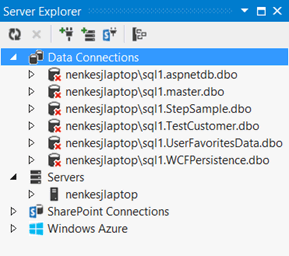 Server Explorer
Data Connections
nenkesjlaptop\sql1.aspnetdb.dbo
nenkesjlaptop\sql1.master.dbo
nenkesjlaptop\sql1.StepSample.dbo
nenkesjlaptop\sql1.TestCustomer.dbo
nenkesjlaptop\sql1.UserFavoritesData.dbo
nenkesjlaptop\sql1.WCFPersistence.dbo
Servers
nenkesjlaptop
SharePoint Connections
Windows Azure